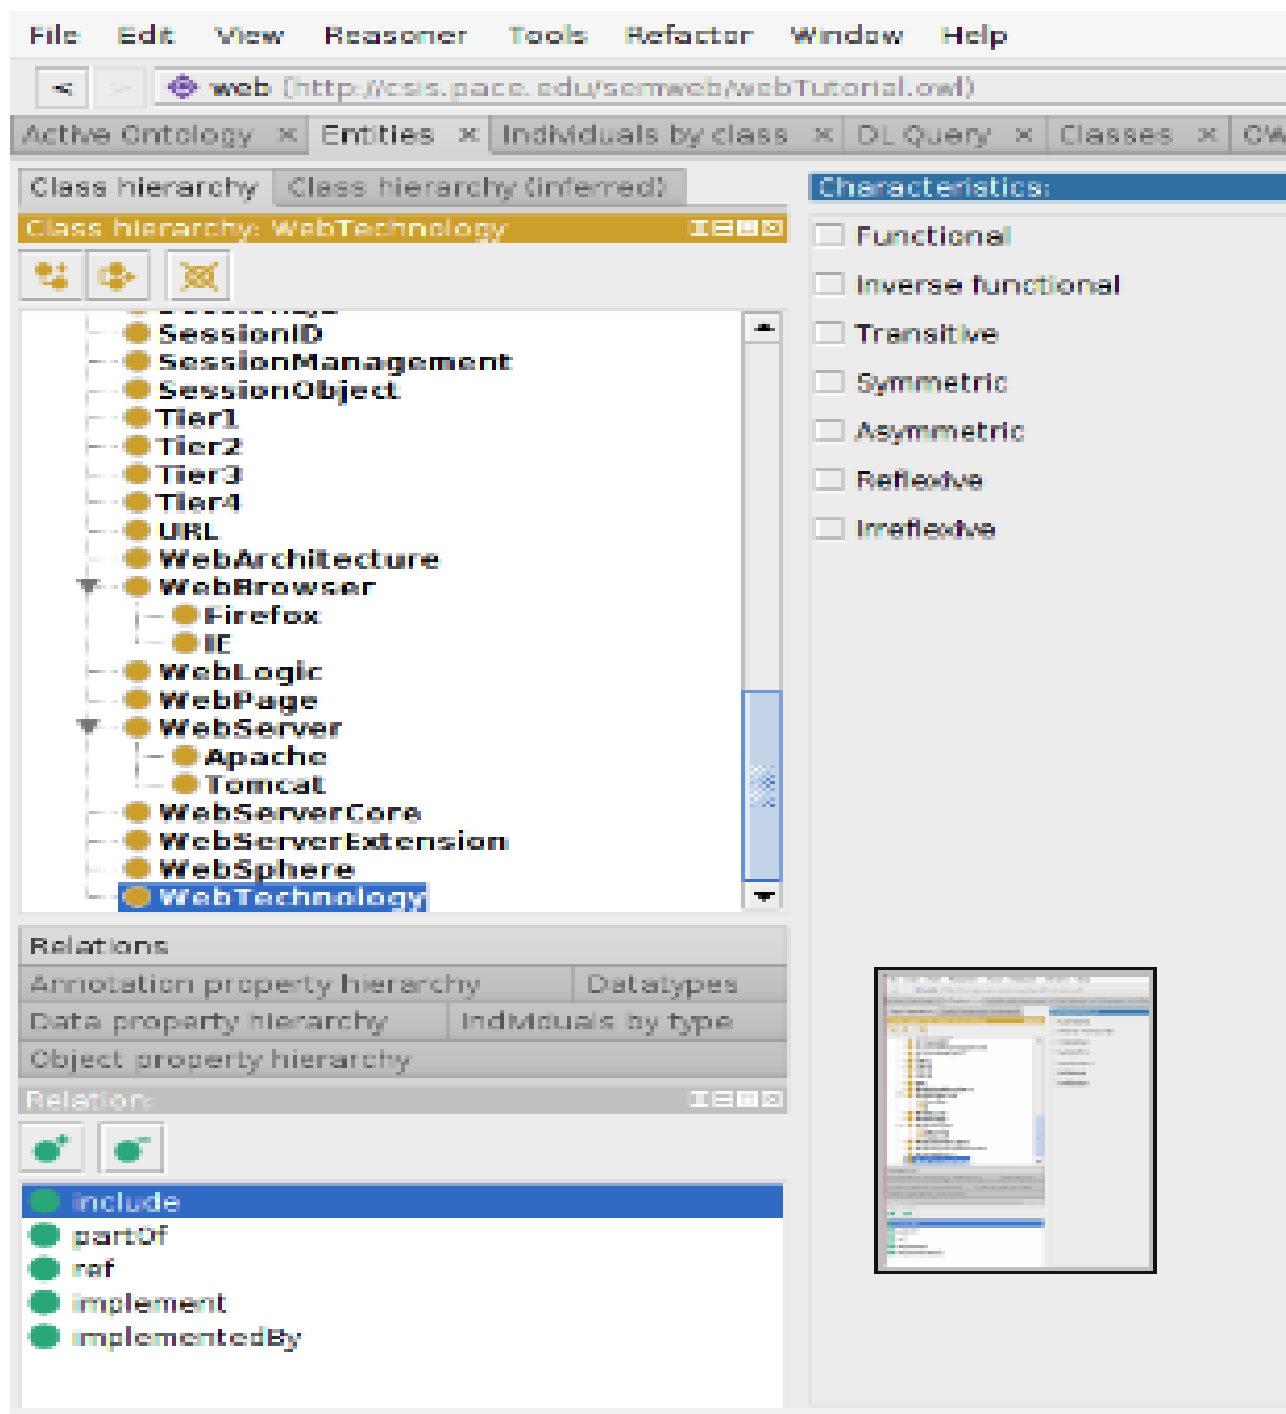 File Edit View Reasoner Tools Refactor Window Help
web (http://csis.pace.edu/semweb/webTutorial.owl)
Active Ontology Entities Individuals by class DL Query Classes OW
Class hierarchy Class hierarchy (inferred)
Class hierarchy: WebTechnology
SessionID
SessionManagement
SessionObject
Tier1
Tier2
Tier3
Tier4
URL
WebArchitecture
WebBrowser
Firefox
IE
WebLogic
WebPage
WebServer
Apache
Tomcat
WebServerCore
WebServerExtension
WebSphere
WebTechnology
Relations
Annotation property hierarchy Datatypes
Data property hierarchy Individuals by type
Object property hierarchy
Relation:
include
partOf
ref
implement
implementedBy
Characteristics:
Functional
Inverse functional
Transitive
Symmetric
Asymmetric
Reflexive
Irreflexive